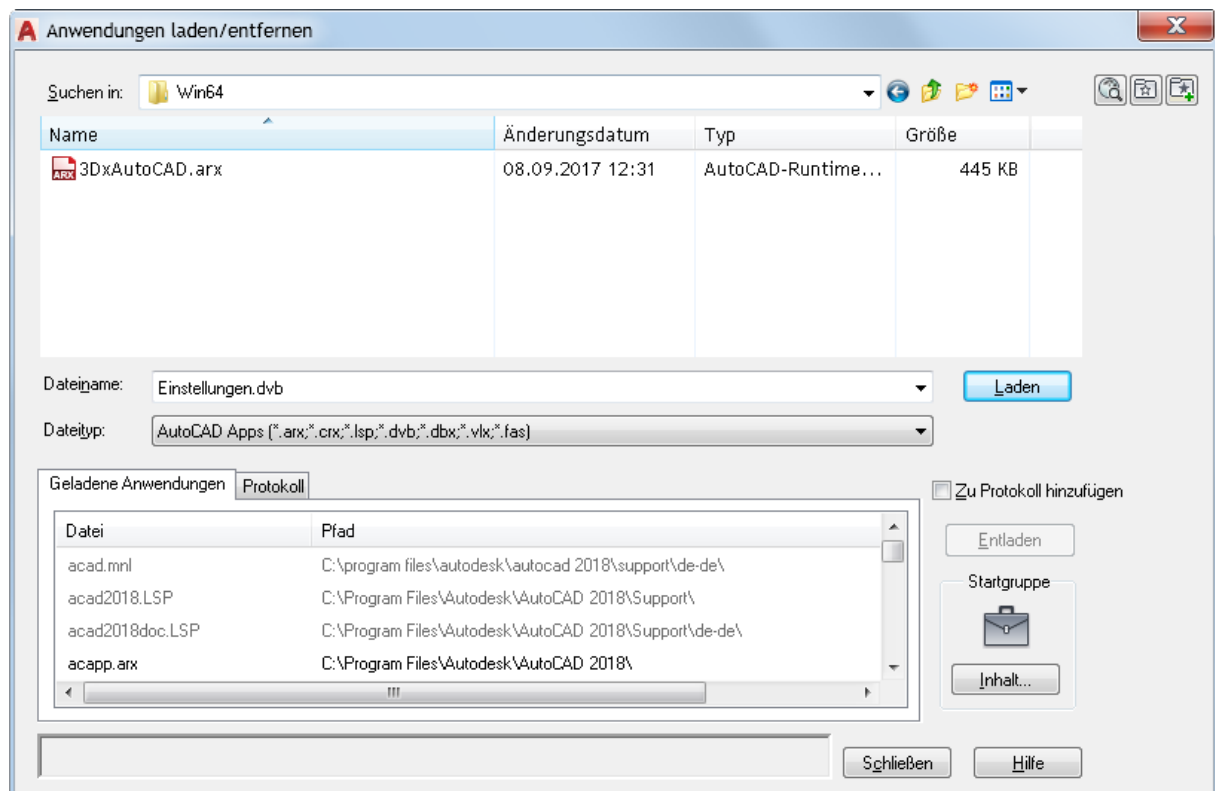 Anwendungen laden/entfernen
Suchen in: Win64
Name Änderungsdatum Typ Größe
ARX 3DxAutoCAD.arx 08.09.2017 12:31 AutoCAD-Runtime... 445 KB
Dateiname: Einstellungen.dvb Laden
Dateityp: AutoCAD Apps (*.arx;*.crx;*.lsp;*.dvb;*.dbx;*.vlx;*.fas)
Geladene Anwendungen Protokoll
Zu Protokoll hinzufügen
Datei Pfad
Entladen
acad.mnl C:\program files\autodesk\autocad 2018\support\de-de\
Startgruppe
acad2018.LSP C:\Program Files\Autodesk\AutoCAD 2018\Support\
acad2018doc.LSP C:\Program Files\Autodesk\AutoCAD 2018\Support\de-de\
acapp.arx C:\Program Files\Autodesk\AutoCAD 2018\
Inhalt...
Schließen Hilfe